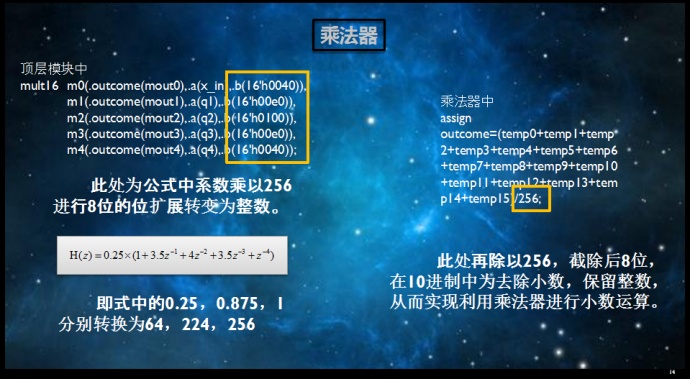 乘法器
顶层模块中
mult16 m0(.outcome(mout0),.a(x_in),.b(16'h0040)),
m1(.outcome(mout1),.a(q1),.b(16'h00e0)),
m2(.outcome(mout2),.a(q2),.b(16'h0100)),
m3(.outcome(mout3),.a(q3),.b(16'h00e0)),
m4(.outcome(mout4),.a(q4),.b(16'h0040));
此处为公式中系数乘以256
进行8位的位扩展转变为整数。
H(z)=0.25×(1+3.5z⁻¹+4z⁻²+3.5z⁻³+z⁻⁴)
即式中的0.25，0.875，1
分别转换为64，224，256
乘法器中
assign
outcome=(temp0+temp1+temp
2+temp3+temp4+temp5+temp6
+temp7+temp8+temp9+temp10
+temp11+temp12+temp13+tem
p14+temp15)/256;
此处再除以256，截除后8位，
在10进制中为去除小数，保留整数，
从而实现利用乘法器进行小数运算。
14